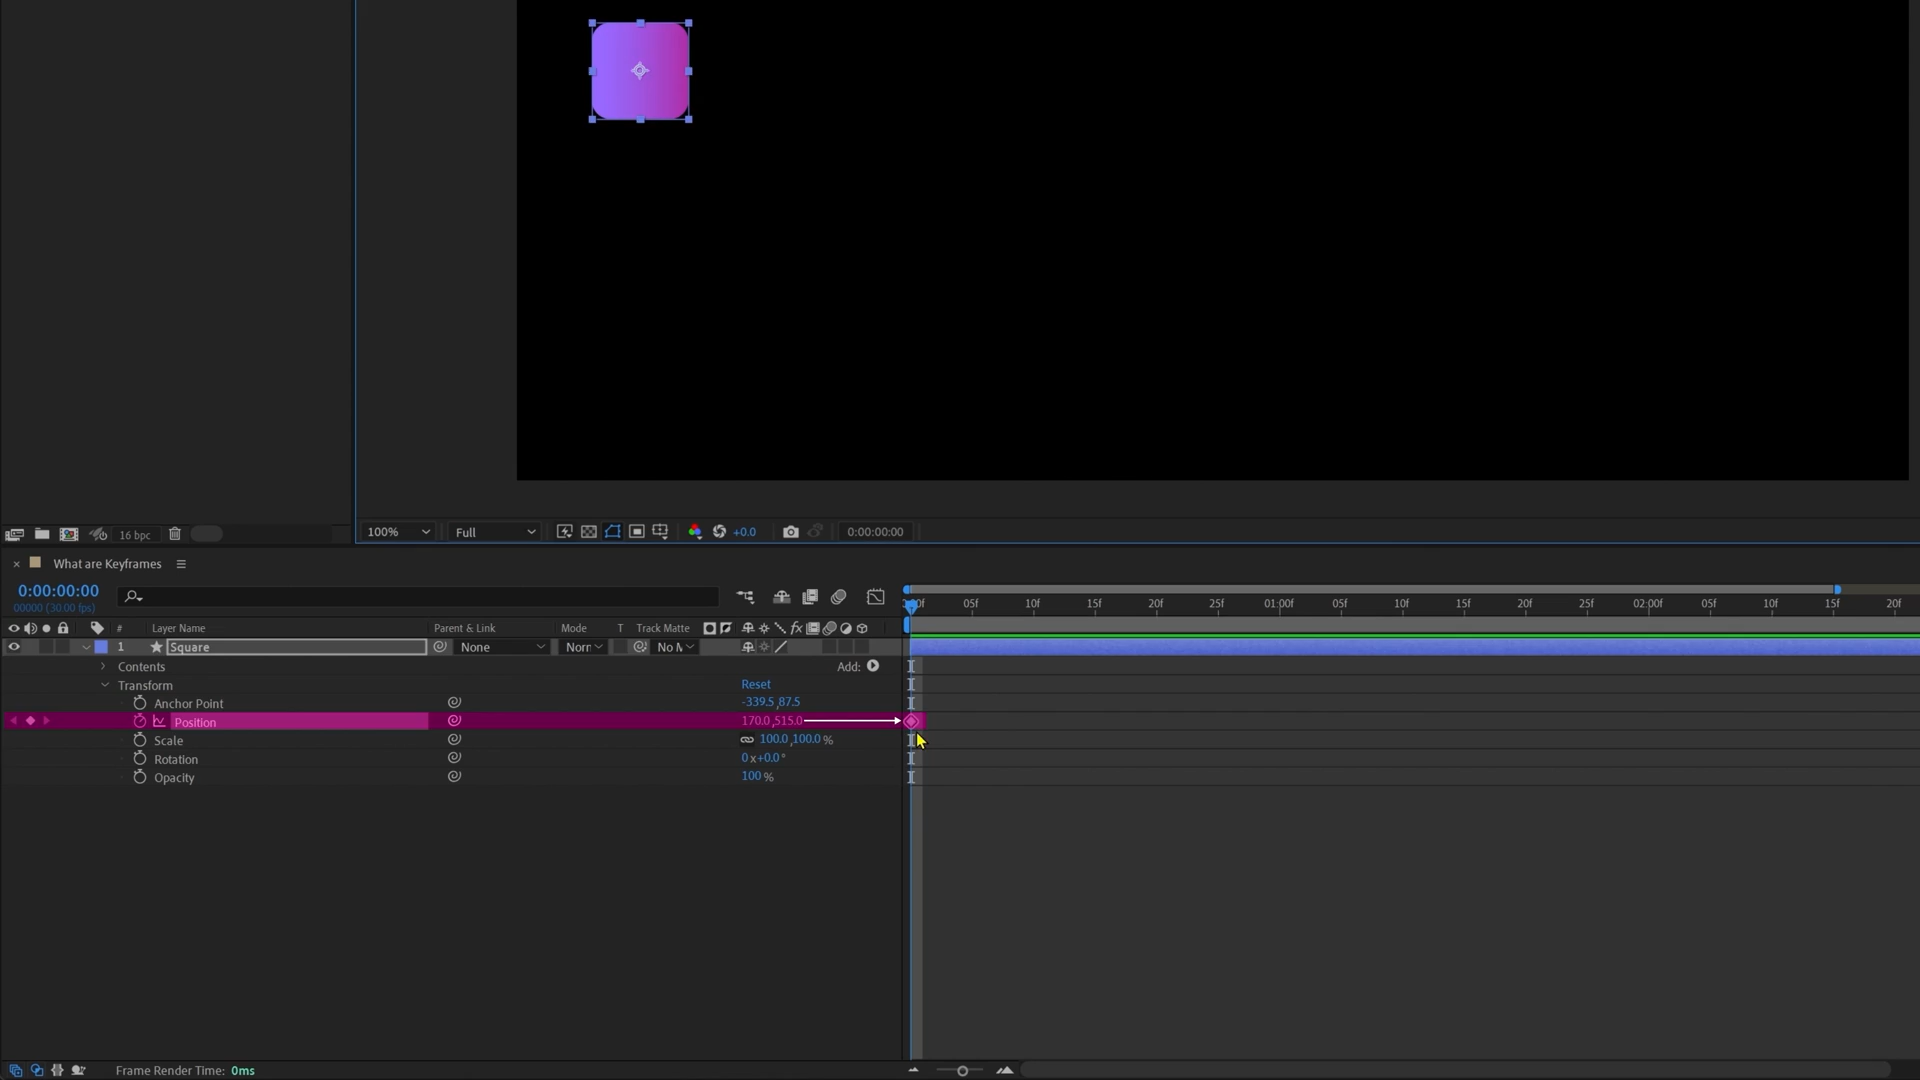 16 bpc
100% Full +0.0 0:00:00:00
What are Keyframes
0:00:00:00
00000 (30.00 fps)
05f 10f 15f 20f 25f 01:00f 05f 10f 15f 20f 25f 02:00f 05f 10f 15f 20f
# Layer Name Parent & Link Mode T Track Matte fx
1 Square None Norr No M
Contents Add:
Transform Reset
Anchor Point -339.5,87.5
Position 170.0,515.0
Scale 100.0,100.0 %
Rotation 0x+0.0°
Opacity 100 %
Frame Render Time: 0ms